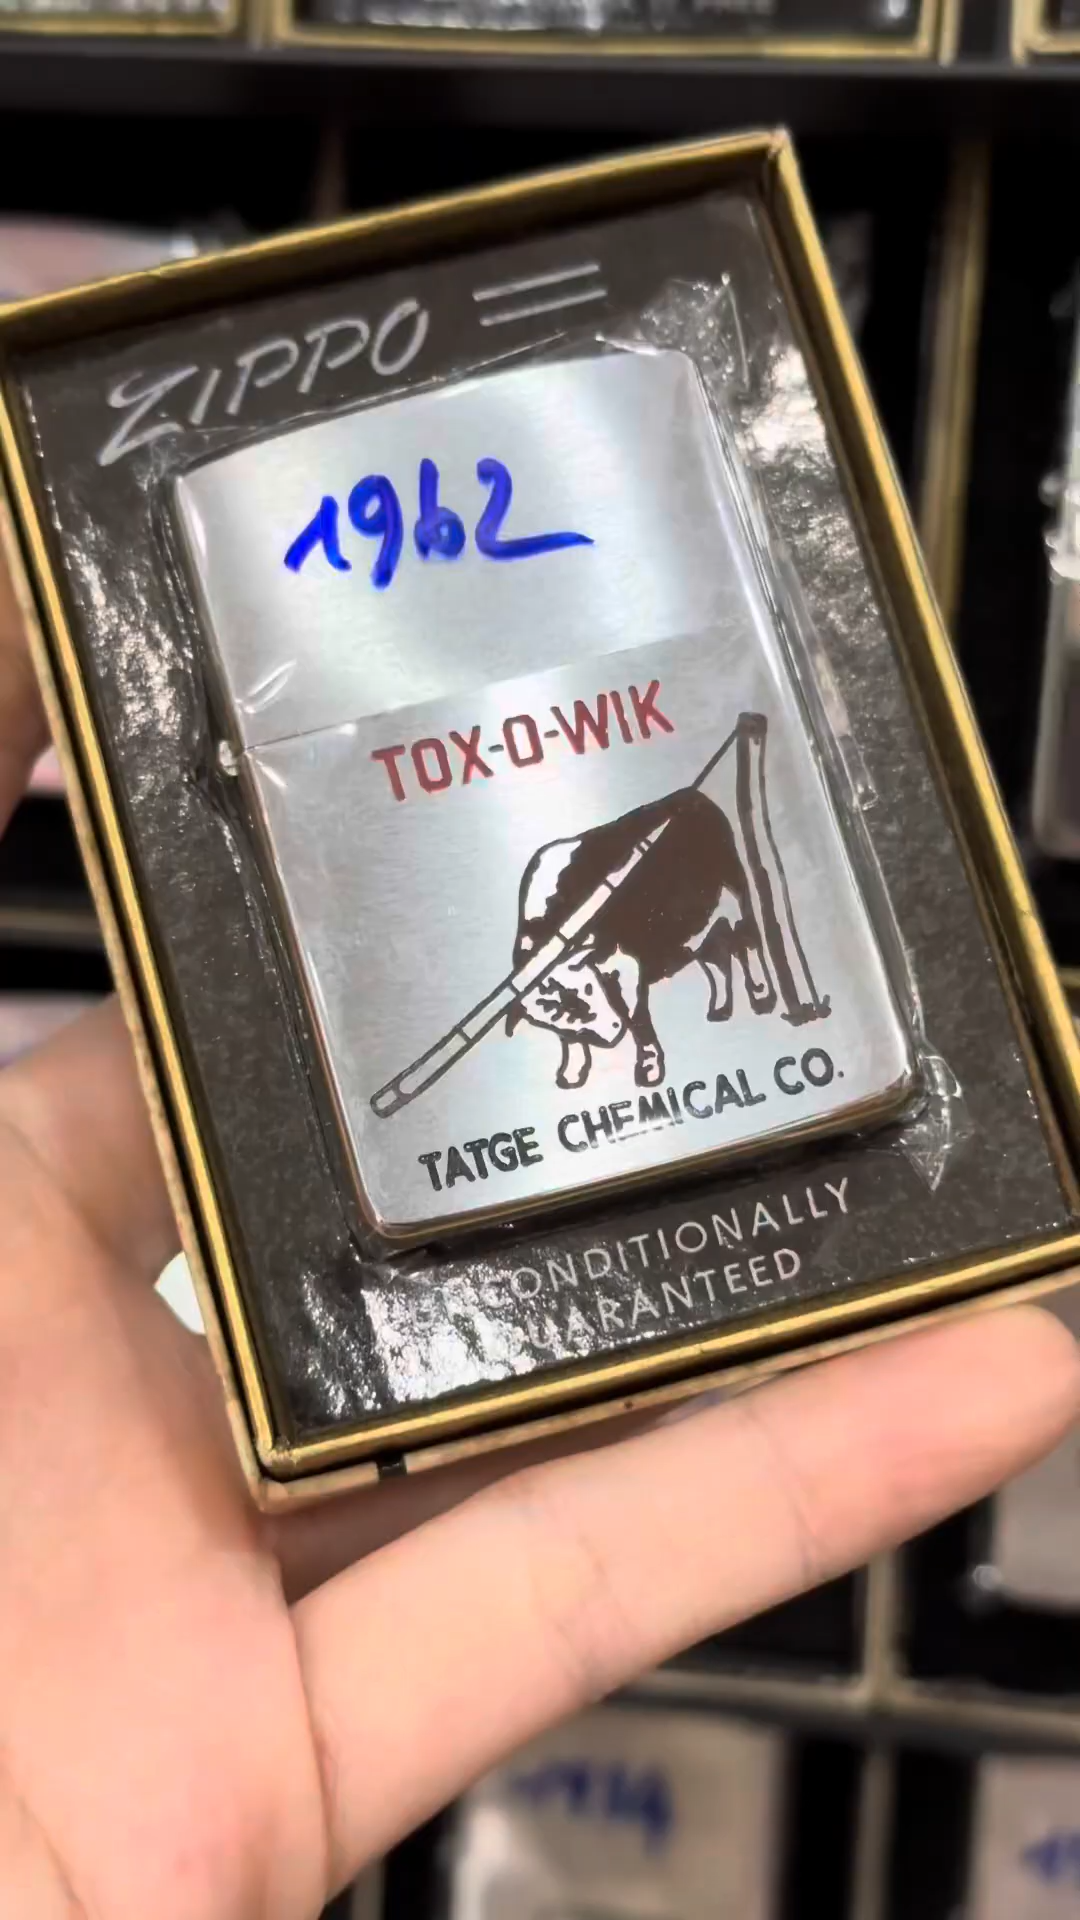 ZIPPO
1962
TOX-O-WIK
TATGE CHEMICAL CO.
UNCONDITIONALLY
GUARANTEED